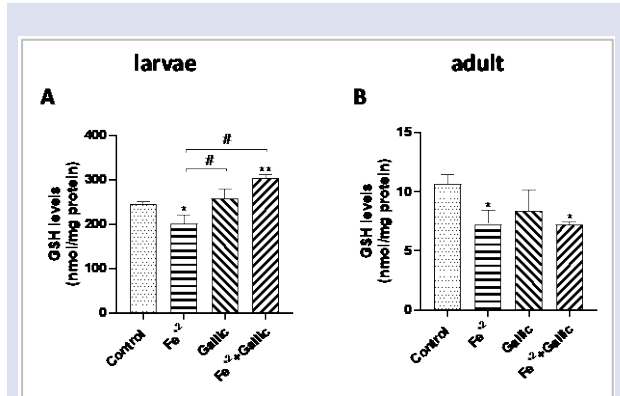 larvae
adult
A
B
GSH levels
(nmol/mg protein)
400
300
200
100
0
#
#
*
**
Control
Fe-2
Gallic
Fe-2+Gallic
GSH levels
(nmol/mg protein)
15
10
5
0
*
*
Control
Fe-2
Gallic
Fe-2+Gallic